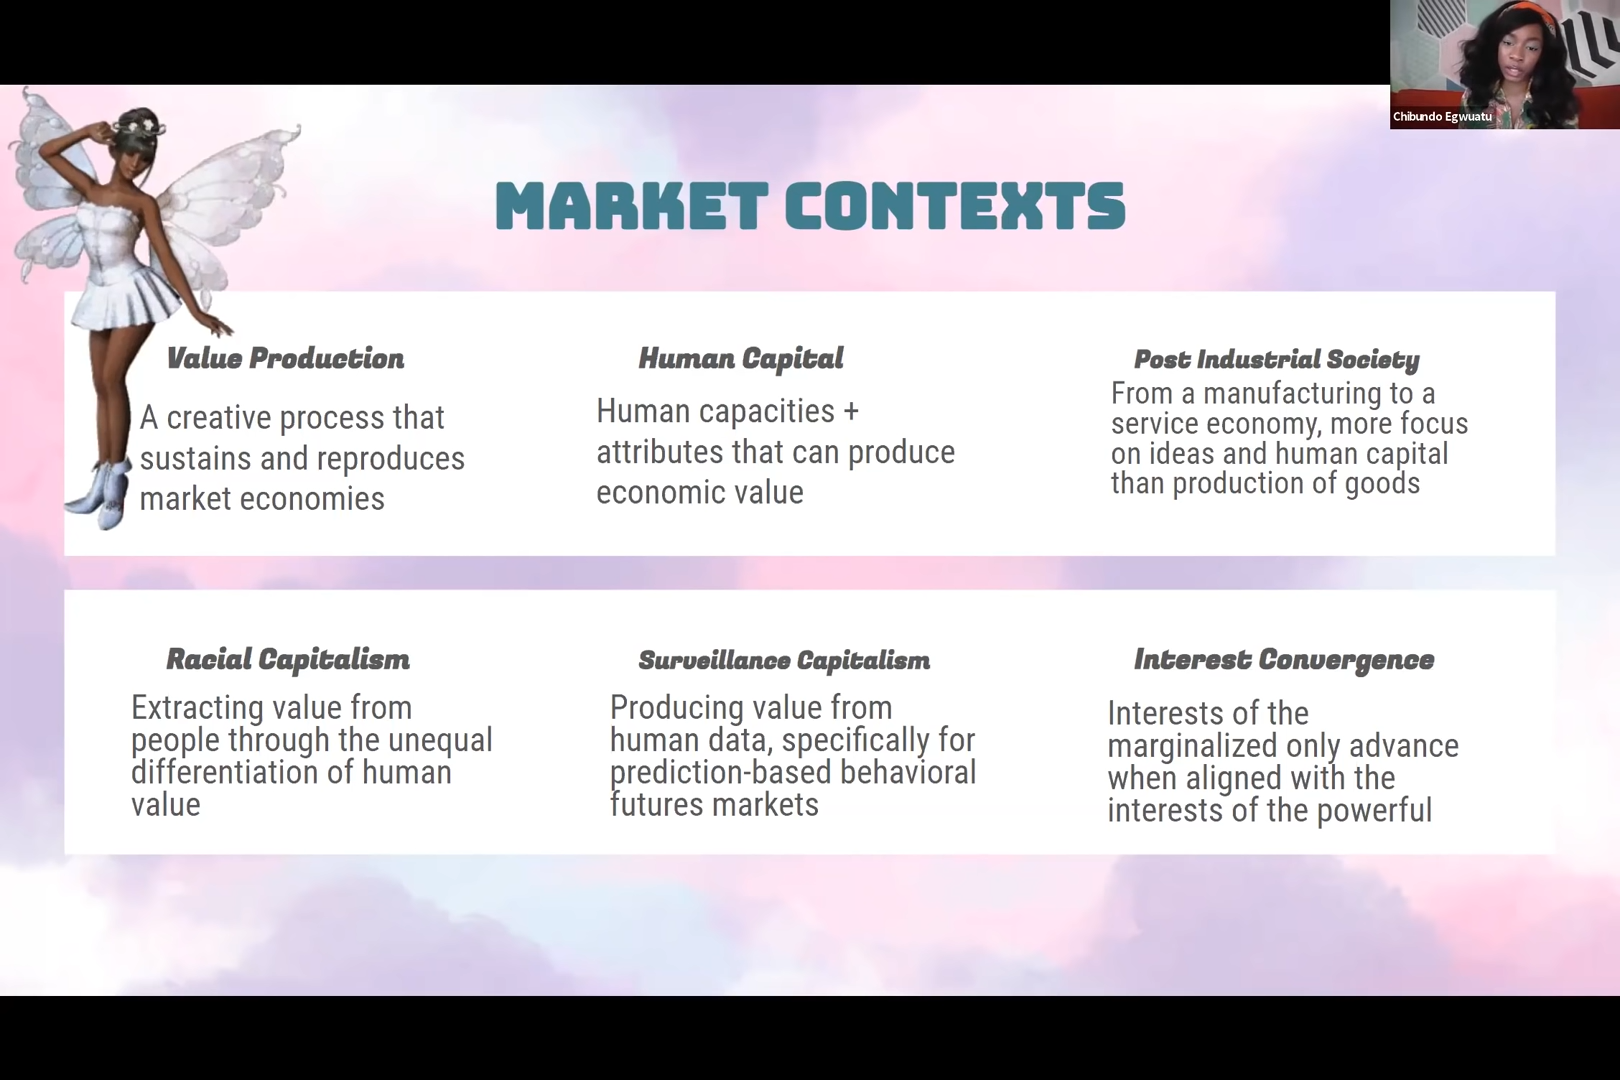 Chibundo Egwuatu
MARKET CONTEXTS
Value Production
A creative process that
sustains and reproduces
market economies
Human Capital
Human capacities +
attributes that can produce
economic value
Post Industrial Society
From a manufacturing to a
service economy, more focus
on ideas and human capital
than production of goods
Racial Capitalism
Extracting value from
people through the unequal
differentiation of human
value
Surveillance Capitalism
Producing value from
human data, specifically for
prediction-based behavioral
futures markets
Interest Convergence
Interests of the
marginalized only advance
when aligned with the
interests of the powerful